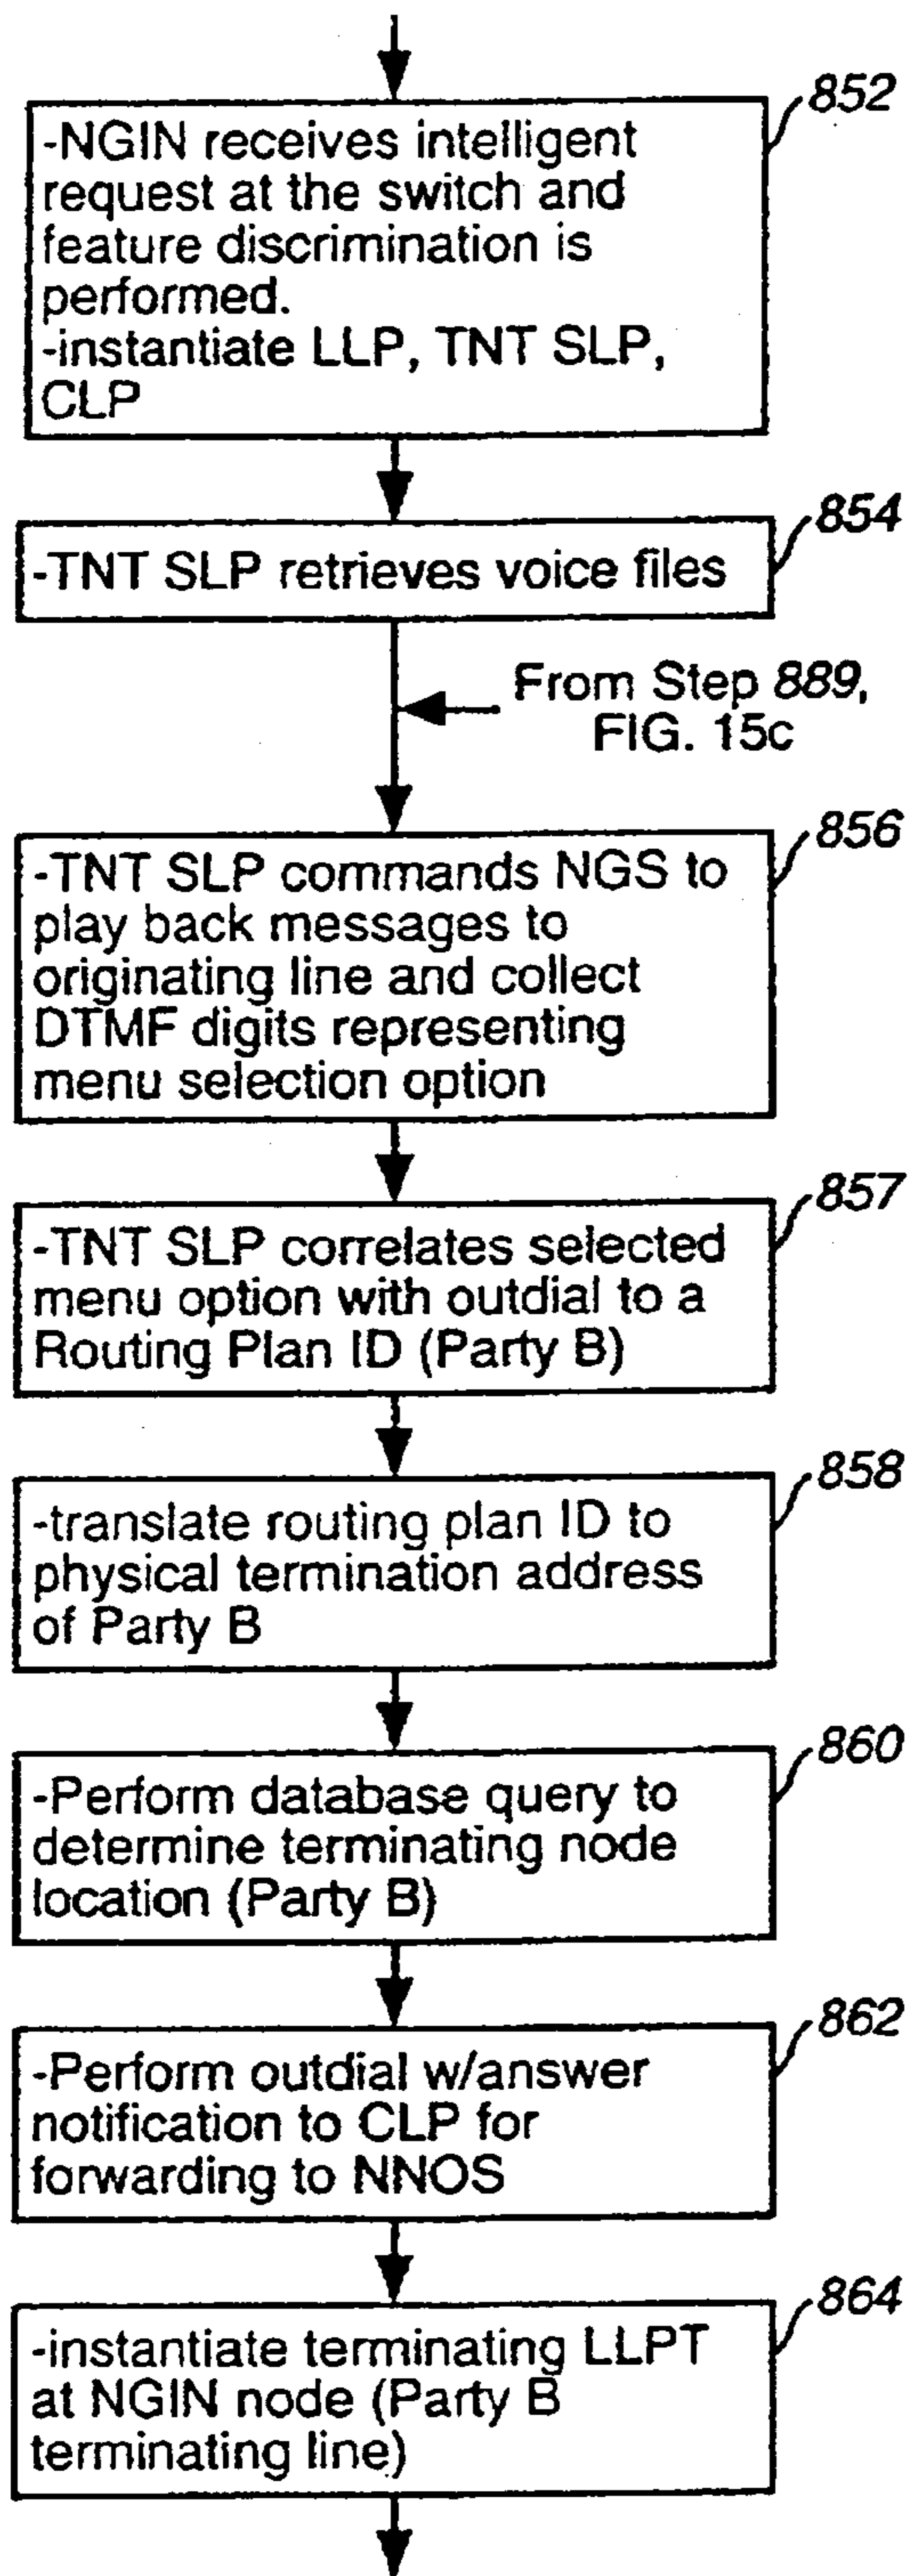 852
-NGIN receives intelligent
request at the switch and
feature discrimination is
performed.
-instantiate LLP, TNT SLP,
CLP
854
-TNT SLP retrieves voice files
From Step 889,
FIG. 15c
856
-TNT SLP commands NGS to
play back messages to
originating line and collect
DTMF digits representing
menu selection option
857
-TNT SLP correlates selected
menu option with outdial to a
Routing Plan ID (Party B)
858
-translate routing plan ID to
physical termination address
of Party B
860
-Perform database query to
determine terminating node
location (Party B)
862
-Perform outdial w/answer
notification to CLP for
forwarding to NNOS
864
-instantiate terminating LLPT
at NGIN node (Party B
terminating line)